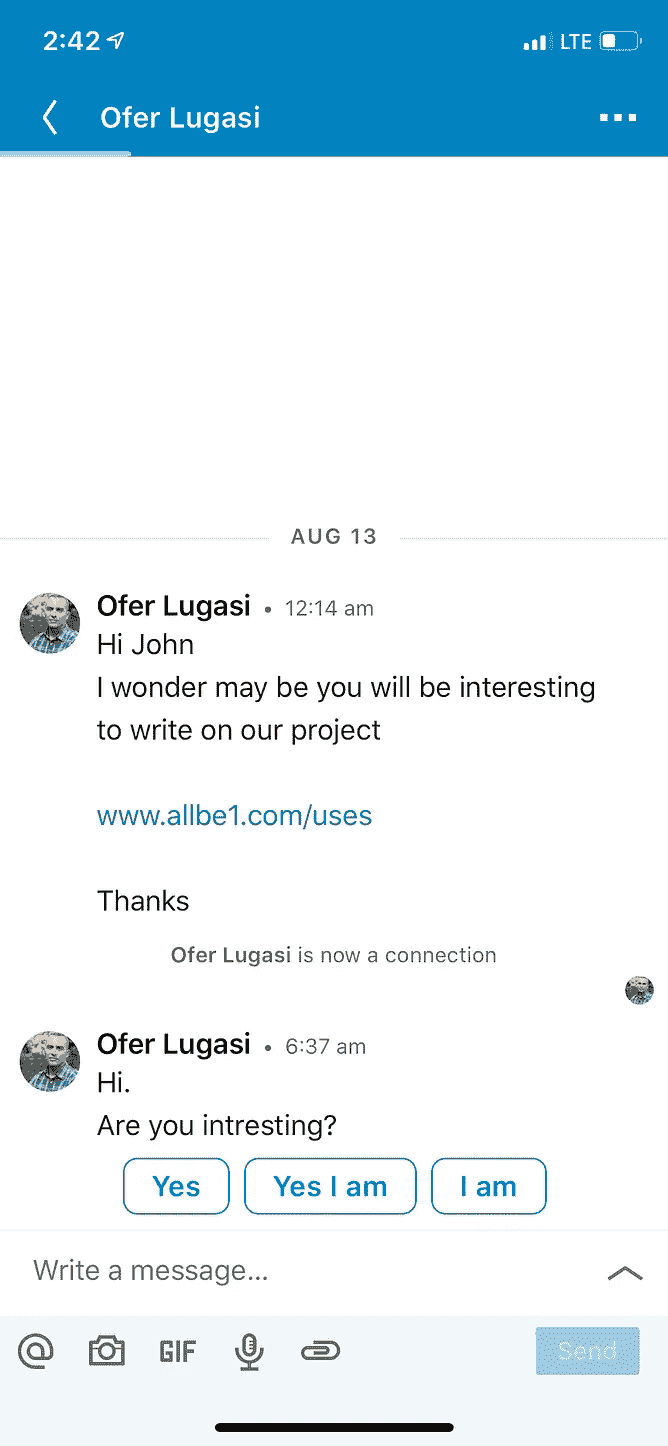 2:42 LTE
Ofer Lugasi
AUG 13
Ofer Lugasi • 12:14 am
Hi John
I wonder may be you will be interesting
to write on our project
www.allbe1.com/uses
Thanks
Ofer Lugasi is now a connection
Ofer Lugasi • 6:37 am
Hi.
Are you intresting?
Yes Yes I am I am
Write a message...
GIF Send